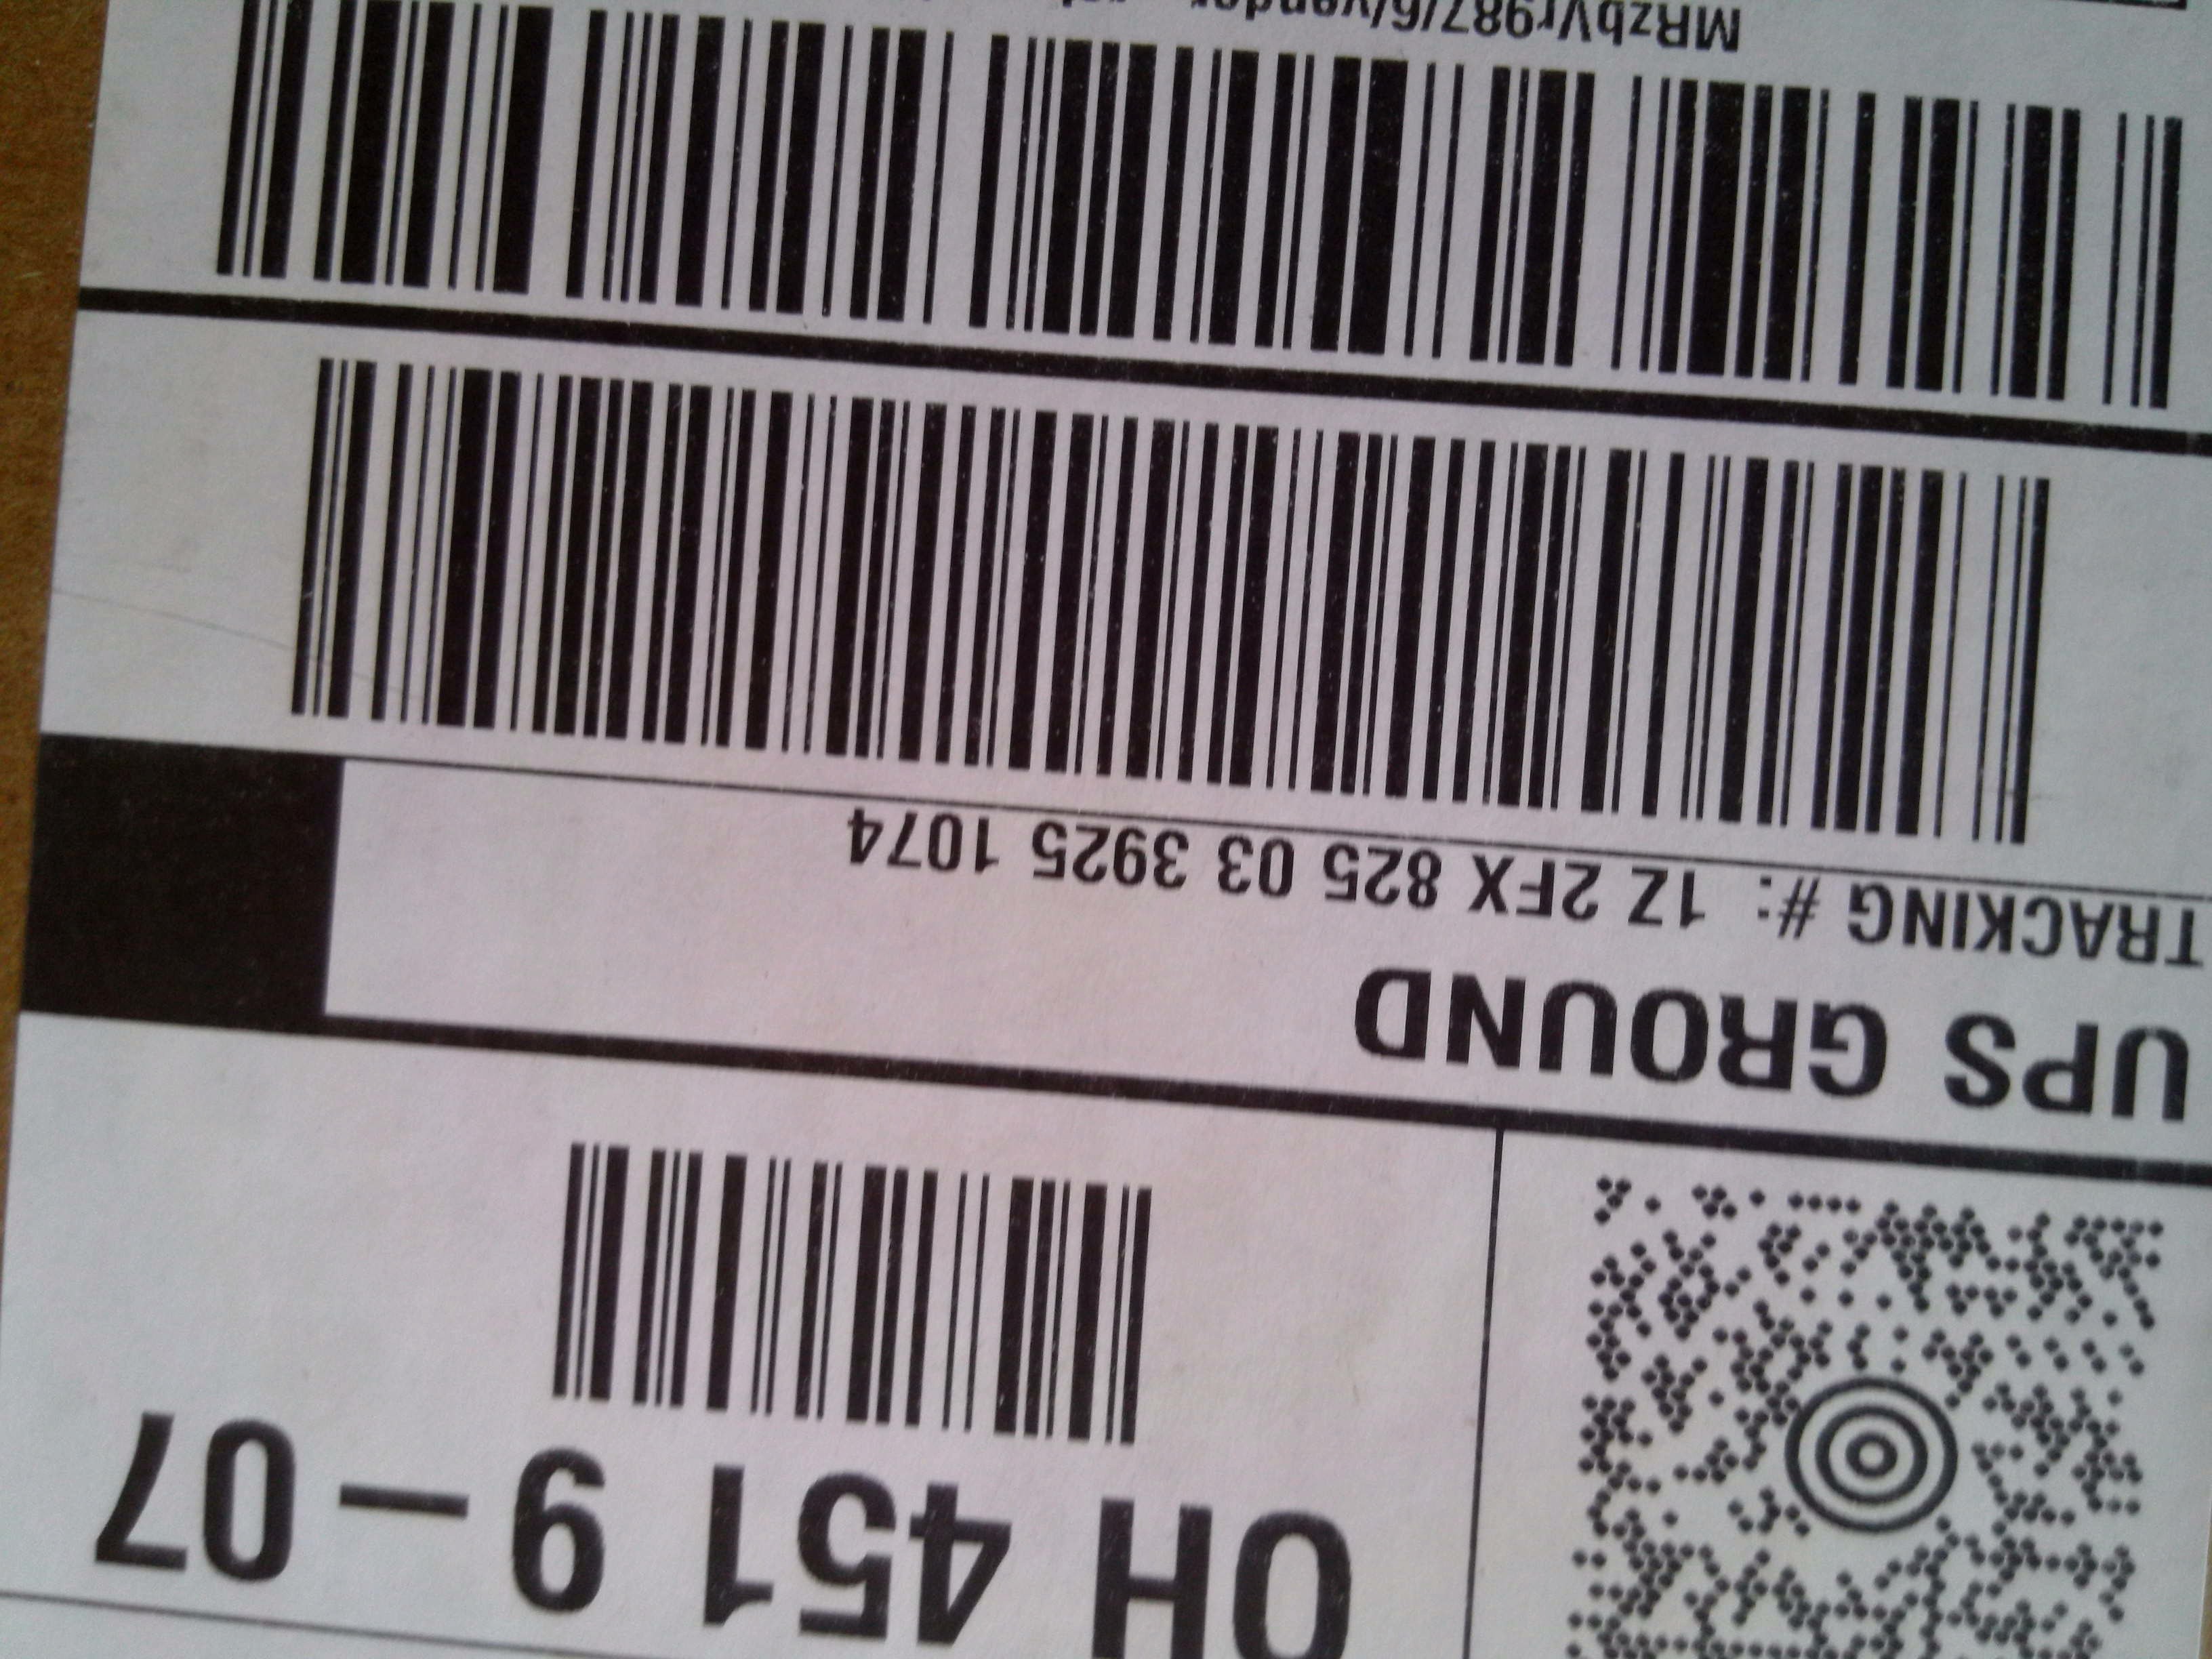 OH 451 9 – 07
UPS GROUND
TRACKING #: 1Z 2FX 825 03 3925 1074